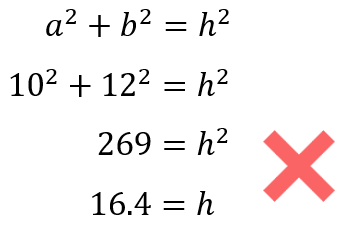 a² + b² = h²
10² + 12² = h²
269 = h²
16.4 = h